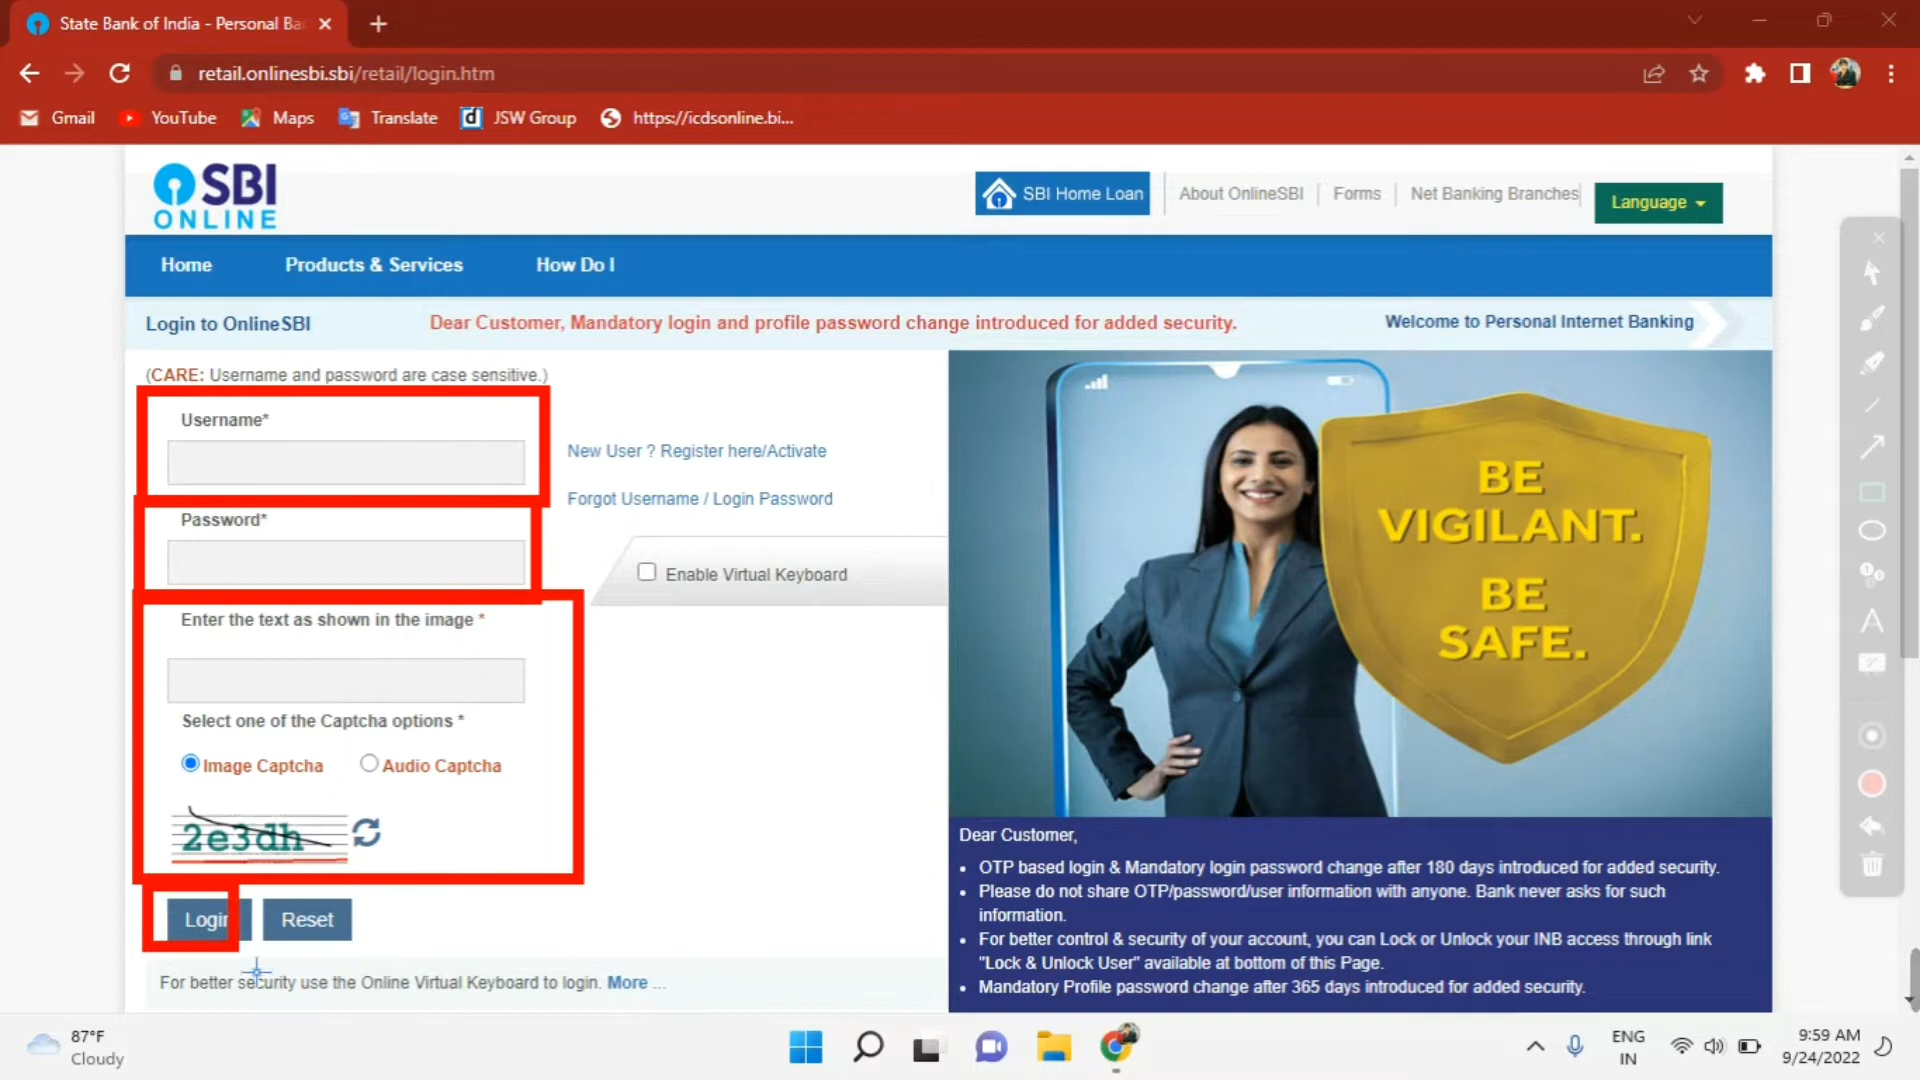 State Bank of India - Personal Ba
retail.onlinesbi.sbi/retail/login.htm
Gmail
YouTube
Maps
Translate
JSW Group
https://icdsonline.bi...
SBI
ONLINE
SBI Home Loan
About OnlineSBI
Forms
Net Banking Branches
Language
Home
Products & Services
How Do I
Login to OnlineSBI
Dear Customer, Mandatory login and profile password change introduced for added security.
Welcome to Personal Internet Banking
(CARE: Username and password are case sensitive.)
Username*
New User ? Register here/Activate
Forgot Username / Login Password
Password*
Enable Virtual Keyboard
Enter the text as shown in the image *
Select one of the Captcha options *
Image Captcha
Audio Captcha
2e3dh
Login
Reset
For better security use the Online Virtual Keyboard to login. More ...
BE
VIGILANT.
BE
SAFE.
Dear Customer,
• OTP based login & Mandatory login password change after 180 days introduced for added security.
• Please do not share OTP/password/user information with anyone. Bank never asks for such
information.
• For better control & security of your account, you can Lock or Unlock your INB access through link
"Lock & Unlock User" available at bottom of this Page.
• Mandatory Profile password change after 365 days introduced for added security.
87°F
Cloudy
ENG
IN
9:59 AM
9/24/2022